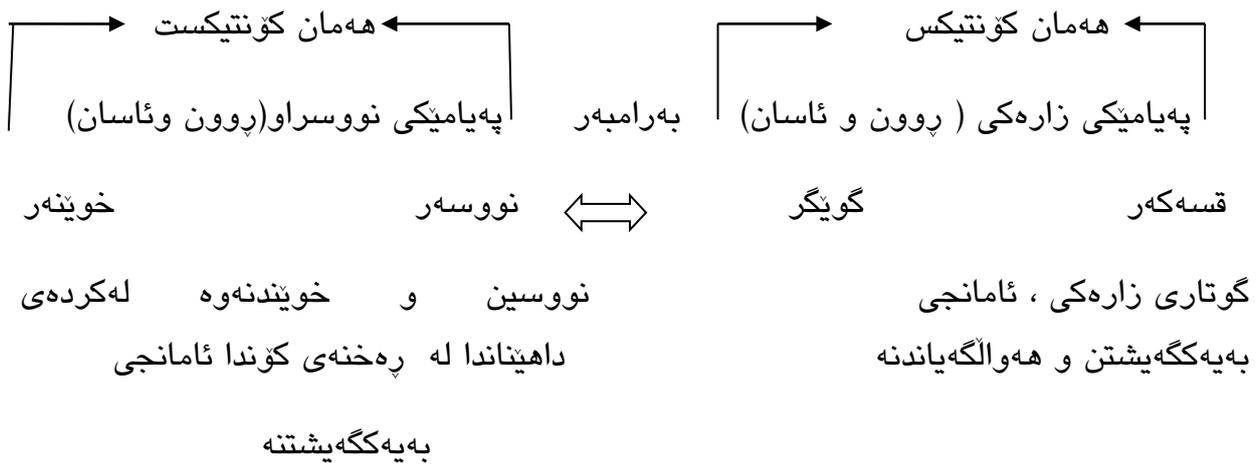 هەمان کۆنتیکس هەمان کۆنتیکست
پەیامێکی زارەکی ( ڕوون و ئاسان) بەرامبەر پەیامێکی نووسراو(ڕوون وئاسان)
قسەکەر گوێگر نووسەر خوێنەر
گوتاری زارەکی ، ئامانجی
بەیەکگەیشتن و هەواڵگەیاندنە
نووسین و خوێندنەوە لەکردەی
داهێناندا لە ڕەخنەی کۆندا ئامانجی
بەیەکگەیشتنە